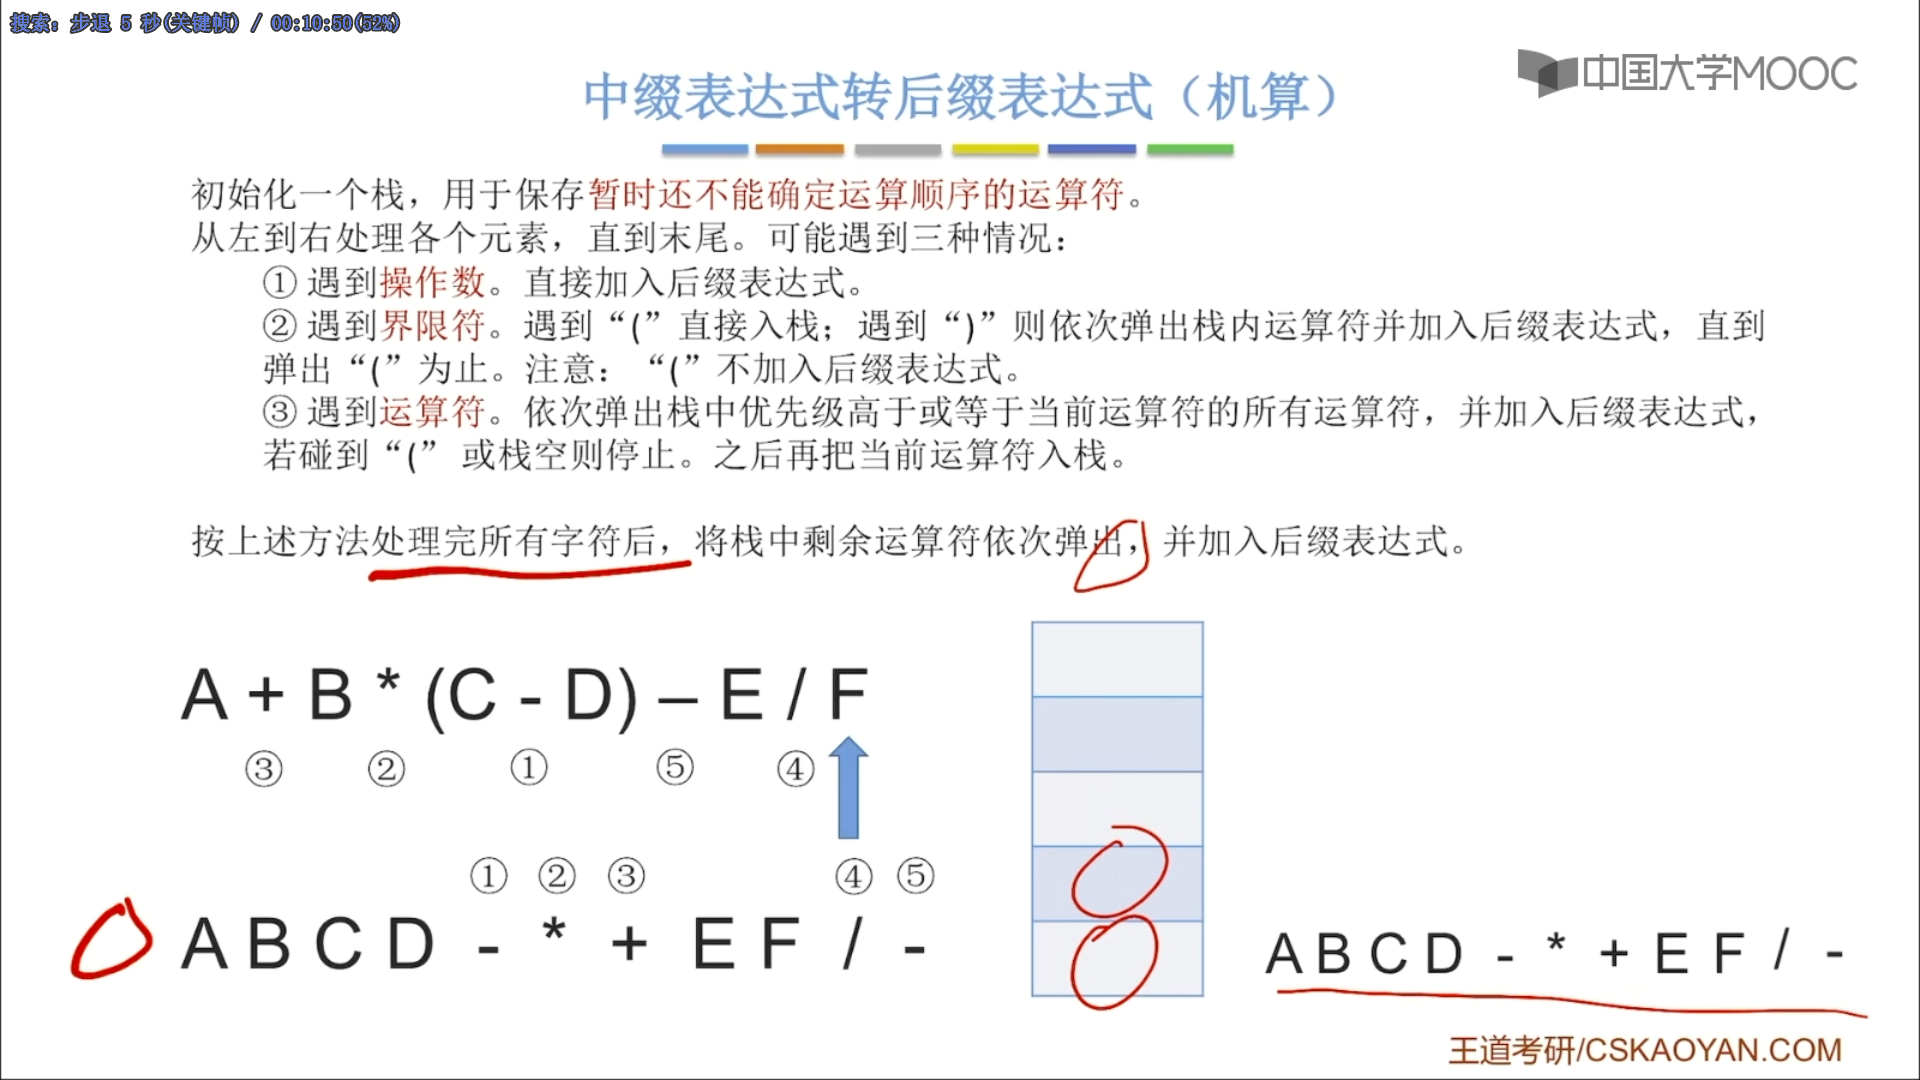 搜索: 步退 5 秒(关键帧) / 00:10:50(52%)
中国大学MOOC
中缀表达式转后缀表达式（机算）
初始化一个栈，用于保存暂时还不能确定运算顺序的运算符。
从左到右处理各个元素，直到末尾。可能遇到三种情况：
① 遇到操作数。直接加入后缀表达式。
② 遇到界限符。遇到“(”直接入栈；遇到“)”则依次弹出栈内运算符并加入后缀表达式，直到
弹出“(”为止。注意：“(”不加入后缀表达式。
③ 遇到运算符。依次弹出栈中优先级高于或等于当前运算符的所有运算符，并加入后缀表达式，
若碰到“(” 或栈空则停止。之后再把当前运算符入栈。
按上述方法处理完所有字符后，将栈中剩余运算符依次弹出，并加入后缀表达式。
A + B * (C - D) – E / F
③ ② ① ⑤ ④
① ② ③ ④ ⑤
A B C D - * + E F / -
A B C D - * + E F / -
王道考研/CSKAOYAN.COM